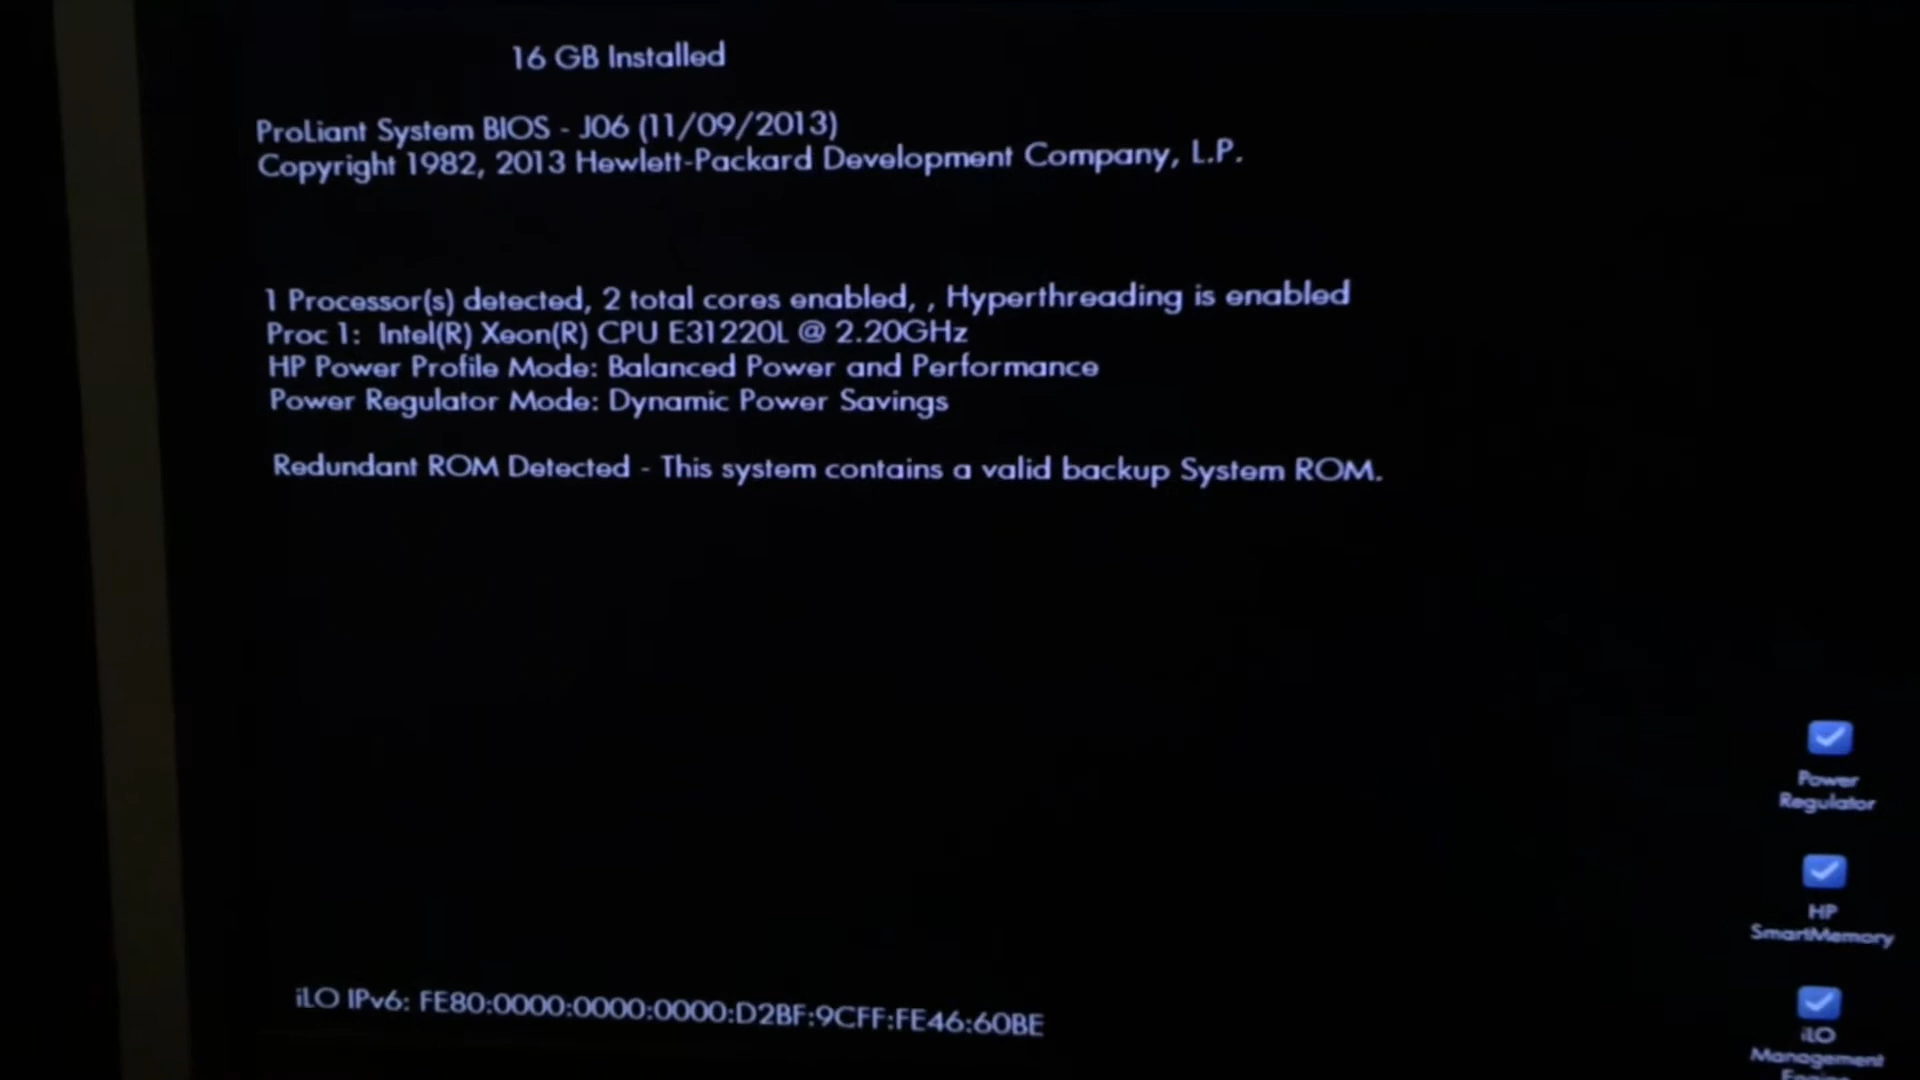 16 GB Installed
ProLiant System BIOS - J06 (11/09/2013)
Copyright 1982, 2013 Hewlett-Packard Development Company, L.P.
1 Processor(s) detected, 2 total cores enabled, , Hyperthreading is enabled
Proc 1: Intel(R) Xeon(R) CPU E31220L @ 2.20GHz
HP Power Profile Mode: Balanced Power and Performance
Power Regulator Mode: Dynamic Power Savings
Redundant ROM Detected - This system contains a valid backup System ROM.
Power
Regulator
HP
SmartMemory
iLO
Management
iLO IPv6: FE80:0000:0000:0000:D2BF:9CFF:FE46:60BE